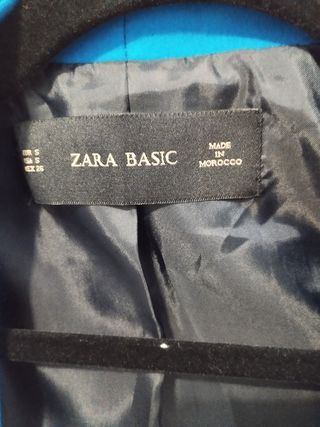 EUR S
USA S
MEX 26
ZARA BASIC
MADE
IN
MOROCCO